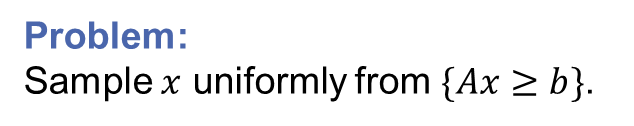 Problem:
Sample x uniformly from {Ax ≥ b}.